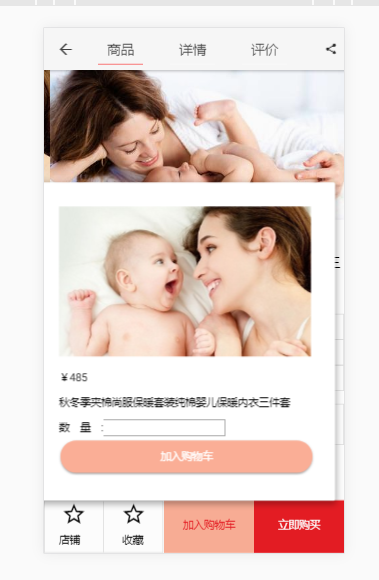 商品 详情 评价
￥485
秋冬季夹棉尚服保暖套装纯棉婴儿保暖内衣三件套
数 量 :
加入购物车
店铺 收藏 加入购物车 立即购买